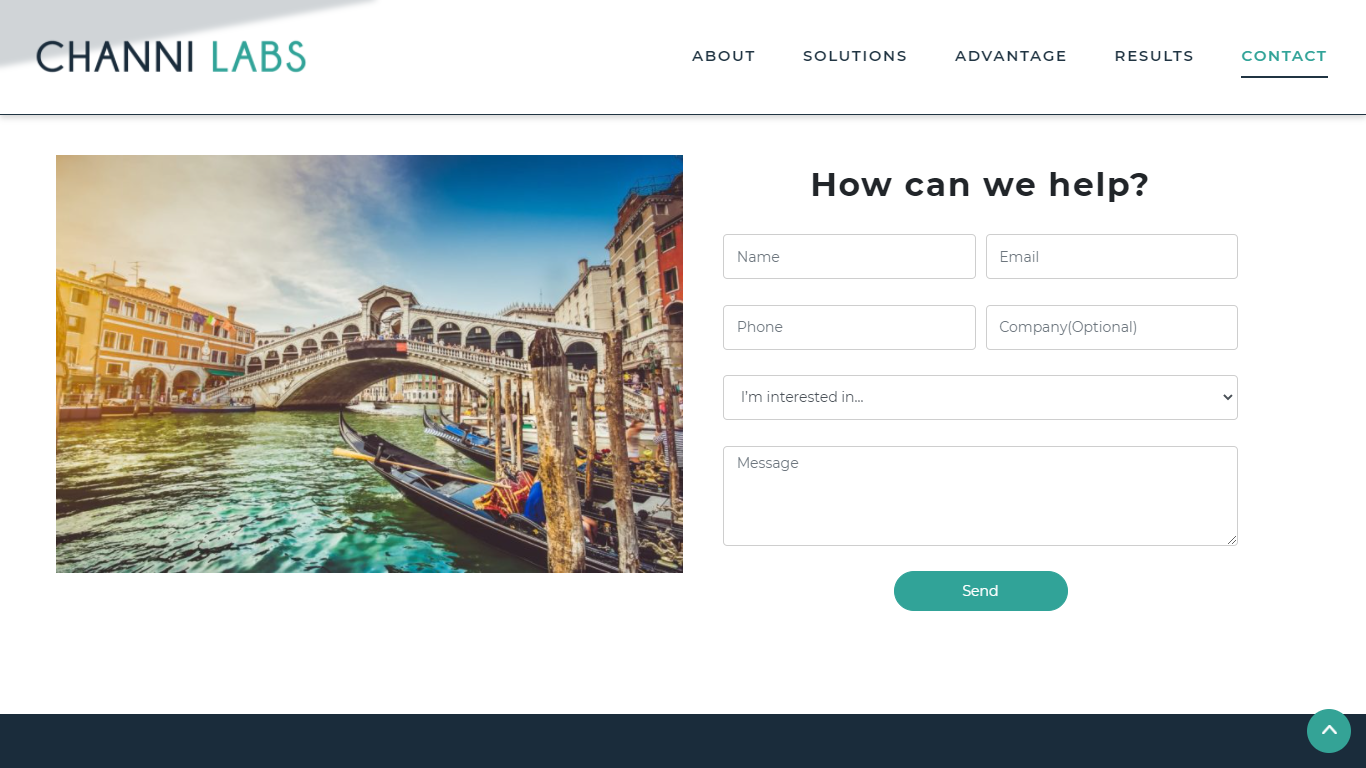 CHANNI LABS
ABOUT
SOLUTIONS
ADVANTAGE
RESULTS
CONTACT
How can we help?
Name
Email
Phone
Company(Optional)
I'm interested in...
Message
Send